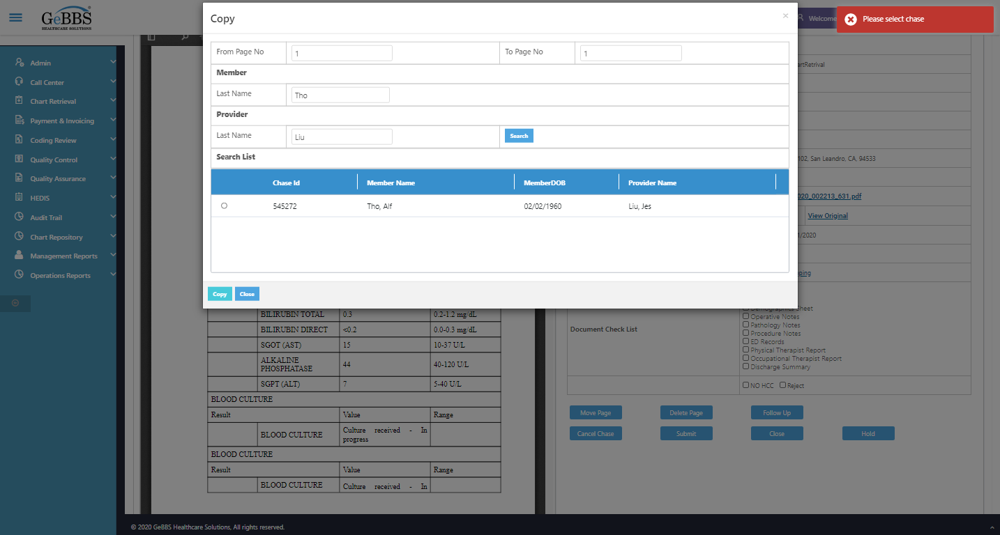 GeBBS
HEALTHCARE SOLUTIONS
Welcome
Please select chase
Admin
Call Center
Chart Retrieval
Payment & Invoicing
Coding Review
Quality Control
Quality Assurance
HEDIS
Audit Trail
Chart Repository
Management Reports
Operations Reports
Copy
×
From Page No 1 To Page No 1
Member
Last Name Tho
Provider
Last Name Liu Search
Search List
Chase Id Member Name MemberDOB Provider Name
545272 Tho, Alf 02/02/1960 Liu, Jes
Copy Close
BILIRUBIN TOTAL 0.3 0.2-1.2 mg/dL
BILIRUBIN DIRECT <0.2 0.0-0.3 mg/dL
SGOT (AST) 15 10-37 U/L
ALKALINE
PHOSPHATASE 44 40-120 U/L
SGPT (ALT) 7 5-40 U/L
BLOOD CULTURE
Result Value Range
BLOOD CULTURE Culture received - In
progress
BLOOD CULTURE
Result Value Range
BLOOD CULTURE Culture received - In
artRetrival
102, San Leandro, CA, 94533
020_002213_631.pdf
View Original
1/2020
ping
Demographics Sheet
Operative Notes
Pathology Notes
Document Check List
Procedure Notes
ED Records
Physical Therapist Report
Occupational Therapist Report
Discharge Summary
NO HCC Reject
Move Page Delete Page Follow Up
Cancel Chase Submit Close Hold
© 2020 GeBBS Healthcare Solutions, All rights reserved.